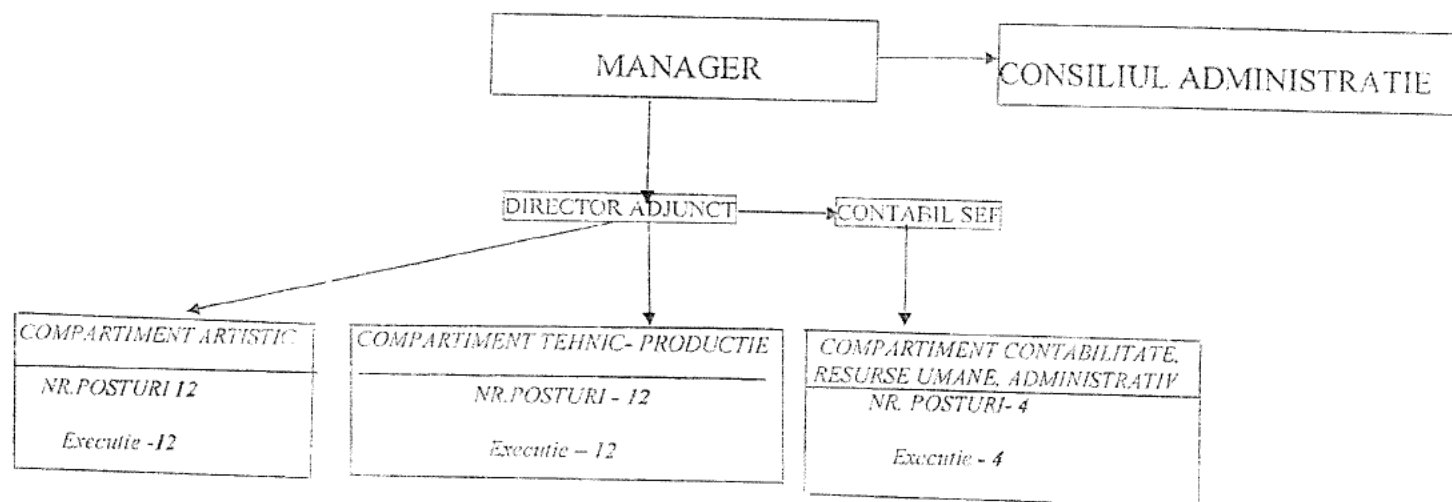 MANAGER
CONSILIUL ADMINISTRATIE
DIRECTOR ADJUNCT
CONTABIL SEF
COMPARTIMENT ARTISTIC
NR.POSTURI 12
Executie -12
COMPARTIMENT TEHNIC- PRODUCTIE
NR.POSTURI - 12
Executie – 12
COMPARTIMENT CONTABILITATE,
RESURSE UMANE, ADMINISTRATIV
NR. POSTURI- 4
Executie - 4